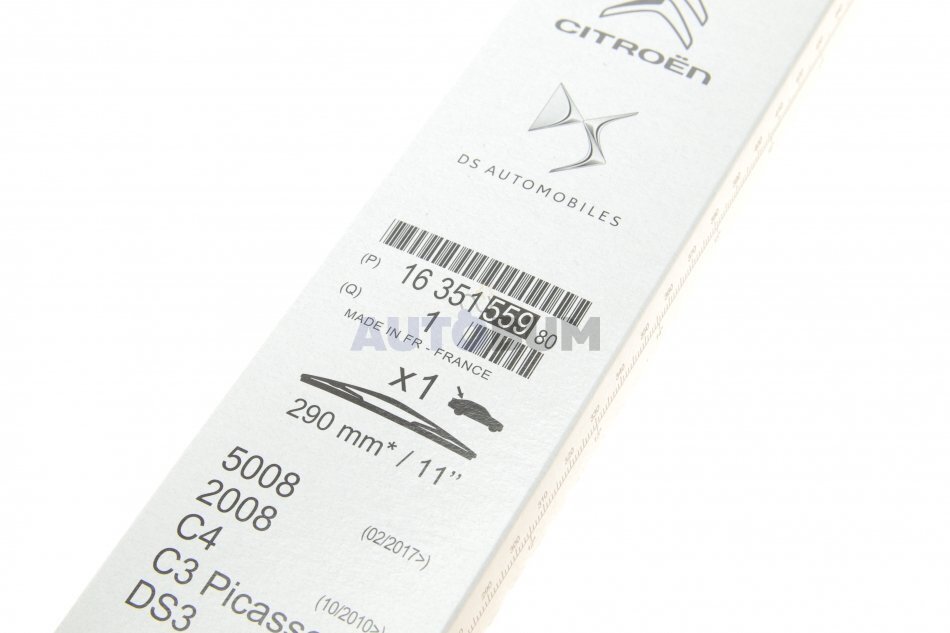 CITROËN
DS AUTOMOBILES
(P) 16 351 559 80
(Q) 1
MADE IN FR - FRANCE
x1
290 mm* / 11”
5008
2008 (02/2017>)
C4
C3 Picasso (10/2010>)
DS3